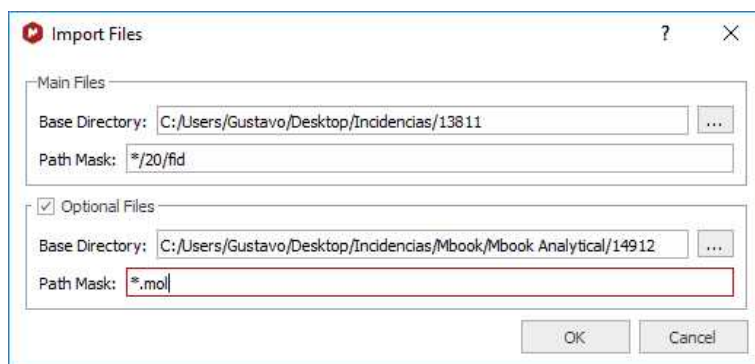 Import Files
?
Main Files
Base Directory: C:/Users/Gustavo/Desktop/Incidencias/13811 ...
Path Mask: */20/fid
Optional Files
Base Directory: C:/Users/Gustavo/Desktop/Incidencias/Mbook/Mbook Analytical/14912 ...
Path Mask: *.mol
OK Cancel